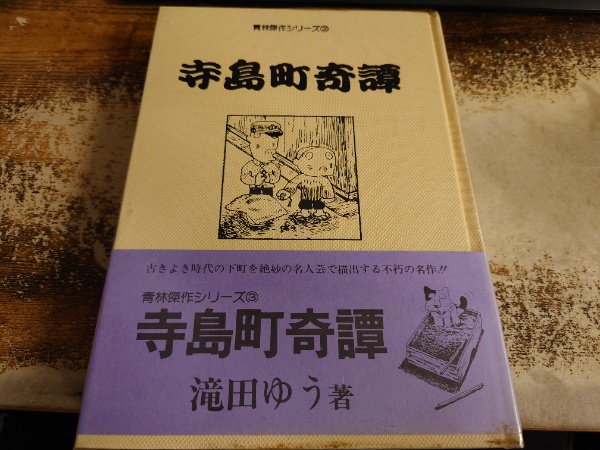 青林傑作シリーズ③
寺島町奇譚
古きよき時代の下町を絶妙の名人芸で描出する不朽の名作!!
青林傑作シリーズ③
寺島町奇譚
滝田ゆう著